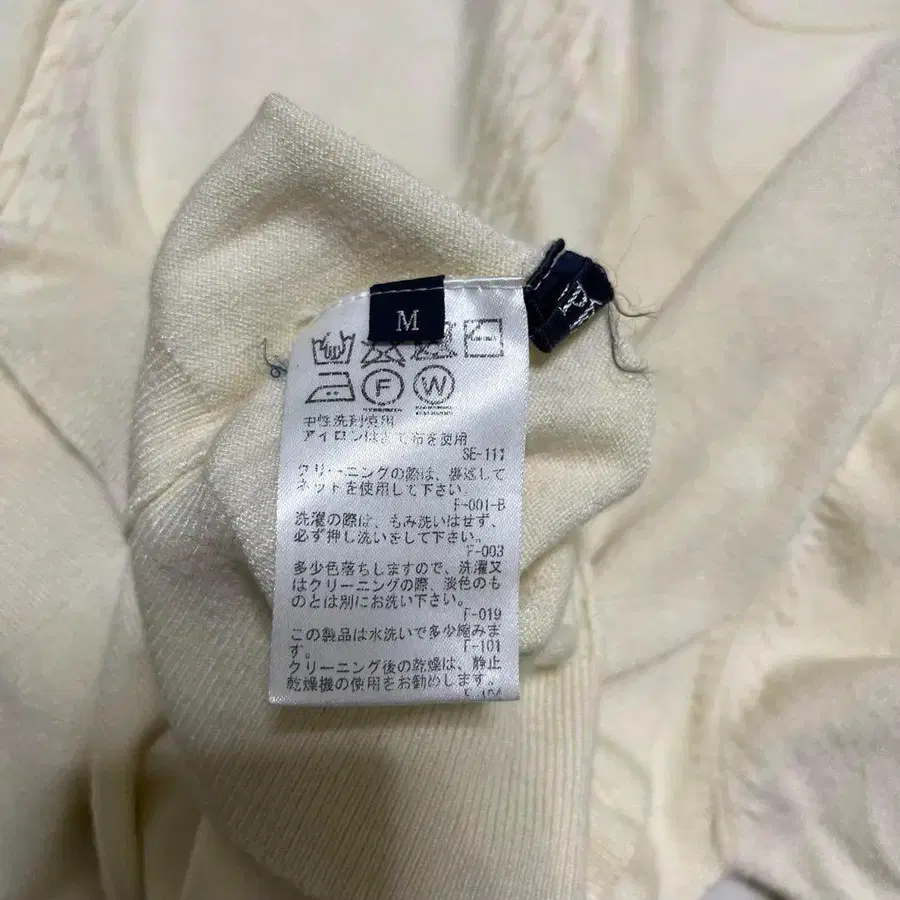 M
P
F W
中性洗剤使用
アイロンはあて布を使用
SE-111
クリーニングの際は、裏返して
ネットを使用して下さい。
F-001-B
洗濯の際は、もみ洗いはせず、
必ず押し洗いをして下さい。
F-003
多少色落ちしますので、洗濯又
はクリーニングの際、淡色のも
のとは別にお洗い下さい。
F-019
この製品は水洗いで多少縮みま
す。
F-101
クリーニング後の乾燥は、静止
乾燥機の使用をお勧めします。
F-104